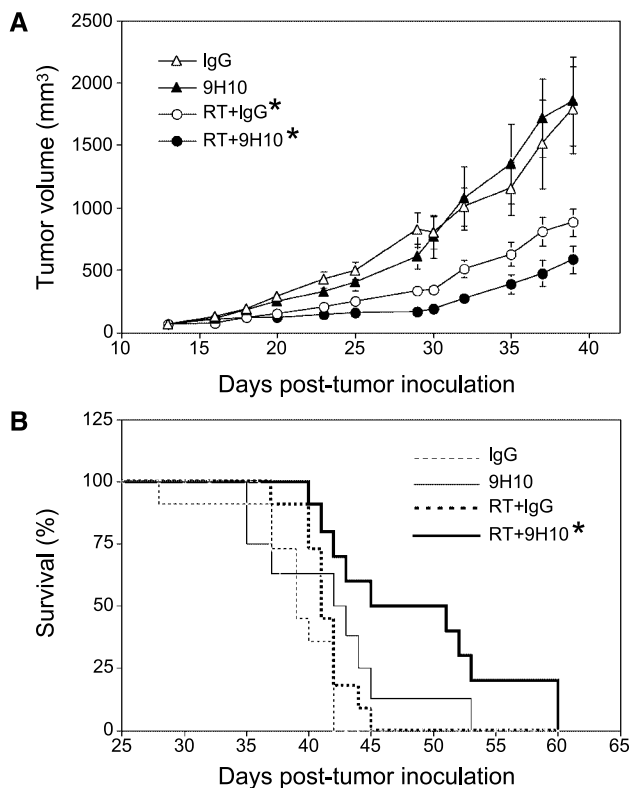 A
Tumor volume (mm³)
2500
2000
1500
1000
500
0
IgG
9H10
RT+IgG*
RT+9H10*
10 15 20 25 30 35 40
Days post-tumor inoculation
B
Survival (%)
125
100
75
50
25
0
IgG
9H10
RT+IgG
RT+9H10*
25 30 35 40 45 50 55 60 65
Days post-tumor inoculation